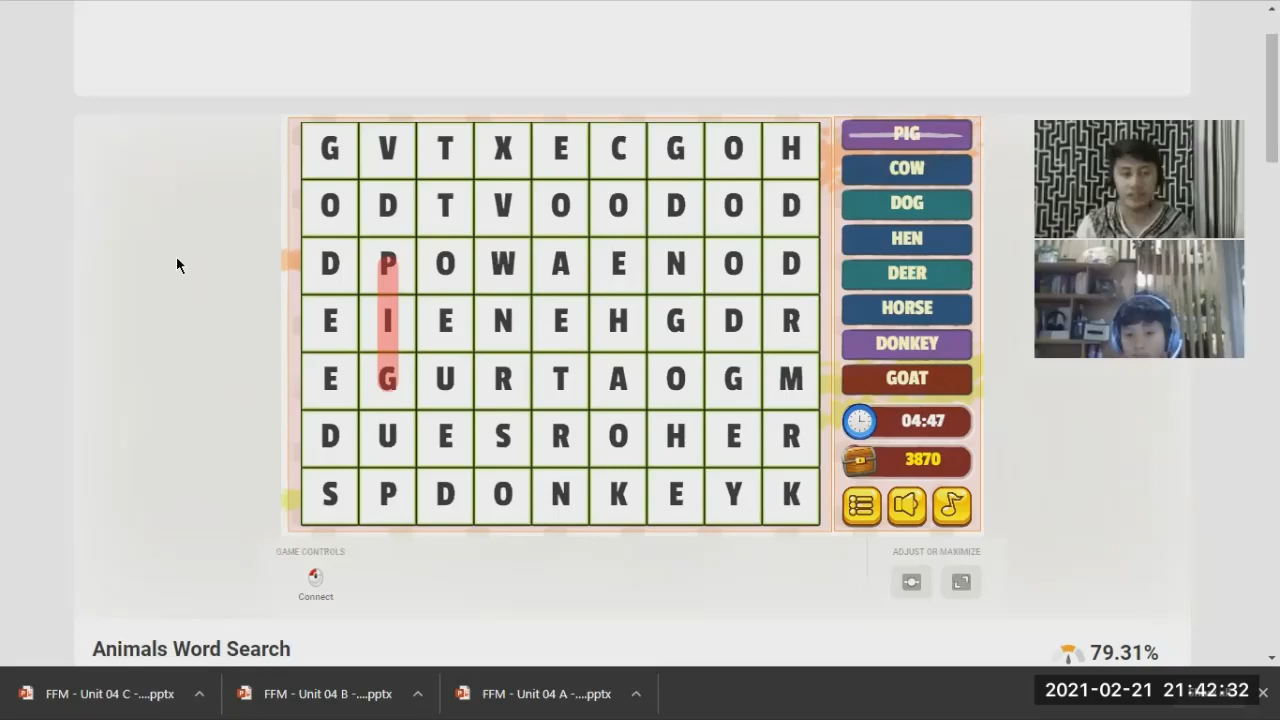 G V T X E C G O H
O D T V O O D O D
D P O W A E N O D
E I E N E H G D R
E G U R T A O G M
D U E S R O H E R
S P D O N K E Y K
PIG
COW
DOG
HEN
DEER
HORSE
DONKEY
GOAT
04:47
3870
GAME CONTROLS
Connect
ADJUST OR MAXIMIZE
Animals Word Search
79.31%
FFM - Unit 04 C -....pptx
FFM - Unit 04 B -....pptx
FFM - Unit 04 A -....pptx
2021-02-21 21:42:32